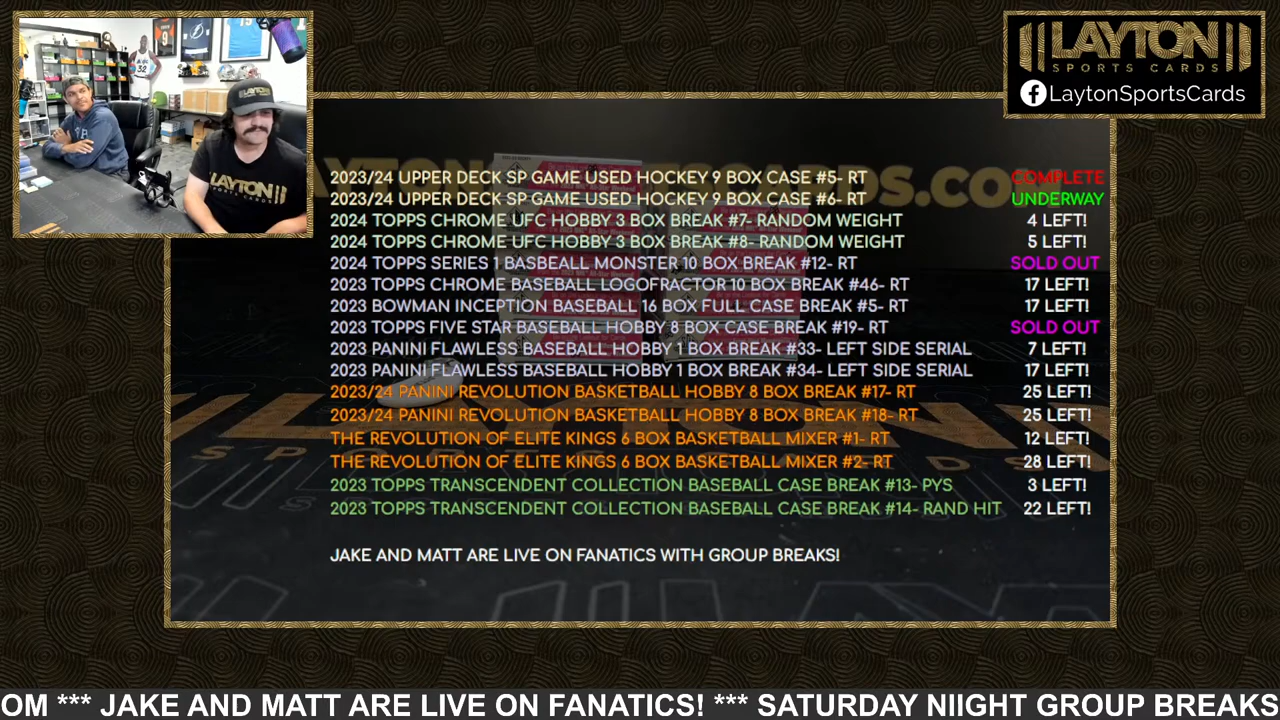 LAYTON
SPORTS CARDS
LaytonSportsCards
2023/24 UPPER DECK SP GAME USED HOCKEY 9 BOX CASE #5- RT COMPLETE
2023/24 UPPER DECK SP GAME USED HOCKEY 9 BOX CASE #6- RT UNDERWAY
2024 TOPPS CHROME UFC HOBBY 3 BOX BREAK #7- RANDOM WEIGHT 4 LEFT!
2024 TOPPS CHROME UFC HOBBY 3 BOX BREAK #8- RANDOM WEIGHT 5 LEFT!
2024 TOPPS SERIES 1 BASBEALL MONSTER 10 BOX BREAK #12- RT SOLD OUT
2023 TOPPS CHROME BASEBALL LOGOFRACTOR 10 BOX BREAK #46- RT 17 LEFT!
2023 BOWMAN INCEPTION BASEBALL 16 BOX FULL CASE BREAK #5- RT 17 LEFT!
2023 TOPPS FIVE STAR BASEBALL HOBBY 8 BOX CASE BREAK #19- RT SOLD OUT
2023 PANINI FLAWLESS BASEBALL HOBBY 1 BOX BREAK #33- LEFT SIDE SERIAL 7 LEFT!
2023 PANINI FLAWLESS BASEBALL HOBBY 1 BOX BREAK #34- LEFT SIDE SERIAL 17 LEFT!
2023/24 PANINI REVOLUTION BASKETBALL HOBBY 8 BOX BREAK #17- RT 25 LEFT!
2023/24 PANINI REVOLUTION BASKETBALL HOBBY 8 BOX BREAK #18- RT 25 LEFT!
THE REVOLUTION OF ELITE KINGS 6 BOX BASKETBALL MIXER #1- RT 12 LEFT!
THE REVOLUTION OF ELITE KINGS 6 BOX BASKETBALL MIXER #2- RT 28 LEFT!
2023 TOPPS TRANSCENDENT COLLECTION BASEBALL CASE BREAK #13- PYS 3 LEFT!
2023 TOPPS TRANSCENDENT COLLECTION BASEBALL CASE BREAK #14- RAND HIT 22 LEFT!
JAKE AND MATT ARE LIVE ON FANATICS WITH GROUP BREAKS!
OM *** JAKE AND MATT ARE LIVE ON FANATICS! *** SATURDAY NIIGHT GROUP BREAKS